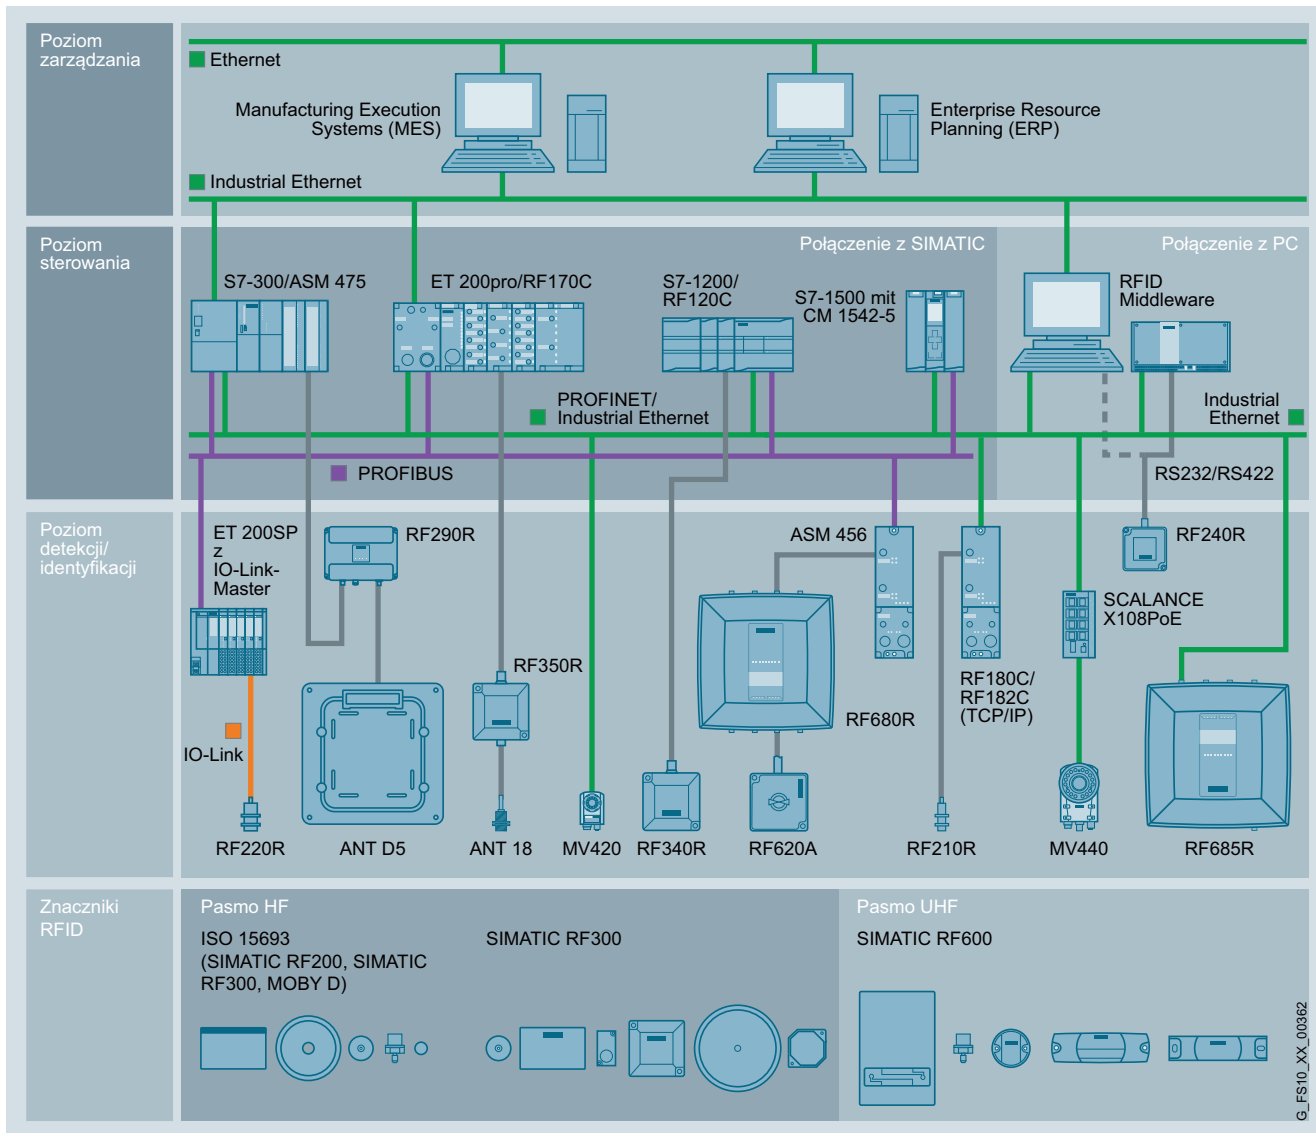 Poziom
zarządzania
Ethernet
Manufacturing Execution
Systems (MES)
Enterprise Resource
Planning (ERP)
Industrial Ethernet
Poziom
sterowania
Połączenie z SIMATIC
Połączenie z PC
S7-300/ASM 475
ET 200pro/RF170C
S7-1200/
RF120C
S7-1500 mit
CM 1542-5
RFID
Middleware
PROFINET/
Industrial Ethernet
Industrial
Ethernet
PROFIBUS
RS232/RS422
Poziom
detekcji/
identyfikacji
ET 200SP
z
IO-Link-
Master
RF290R
ASM 456
RF240R
SCALANCE
X108PoE
RF350R
RF180C/
RF182C
(TCP/IP)
RF680R
IO-Link
RF220R
ANT D5
ANT 18
MV420
RF340R
RF620A
RF210R
MV440
RF685R
Znaczniki
RFID
Pasmo HF
ISO 15693
(SIMATIC RF200, SIMATIC
RF300, MOBY D)
SIMATIC RF300
Pasmo UHF
SIMATIC RF600
G_FS10_XX_00362